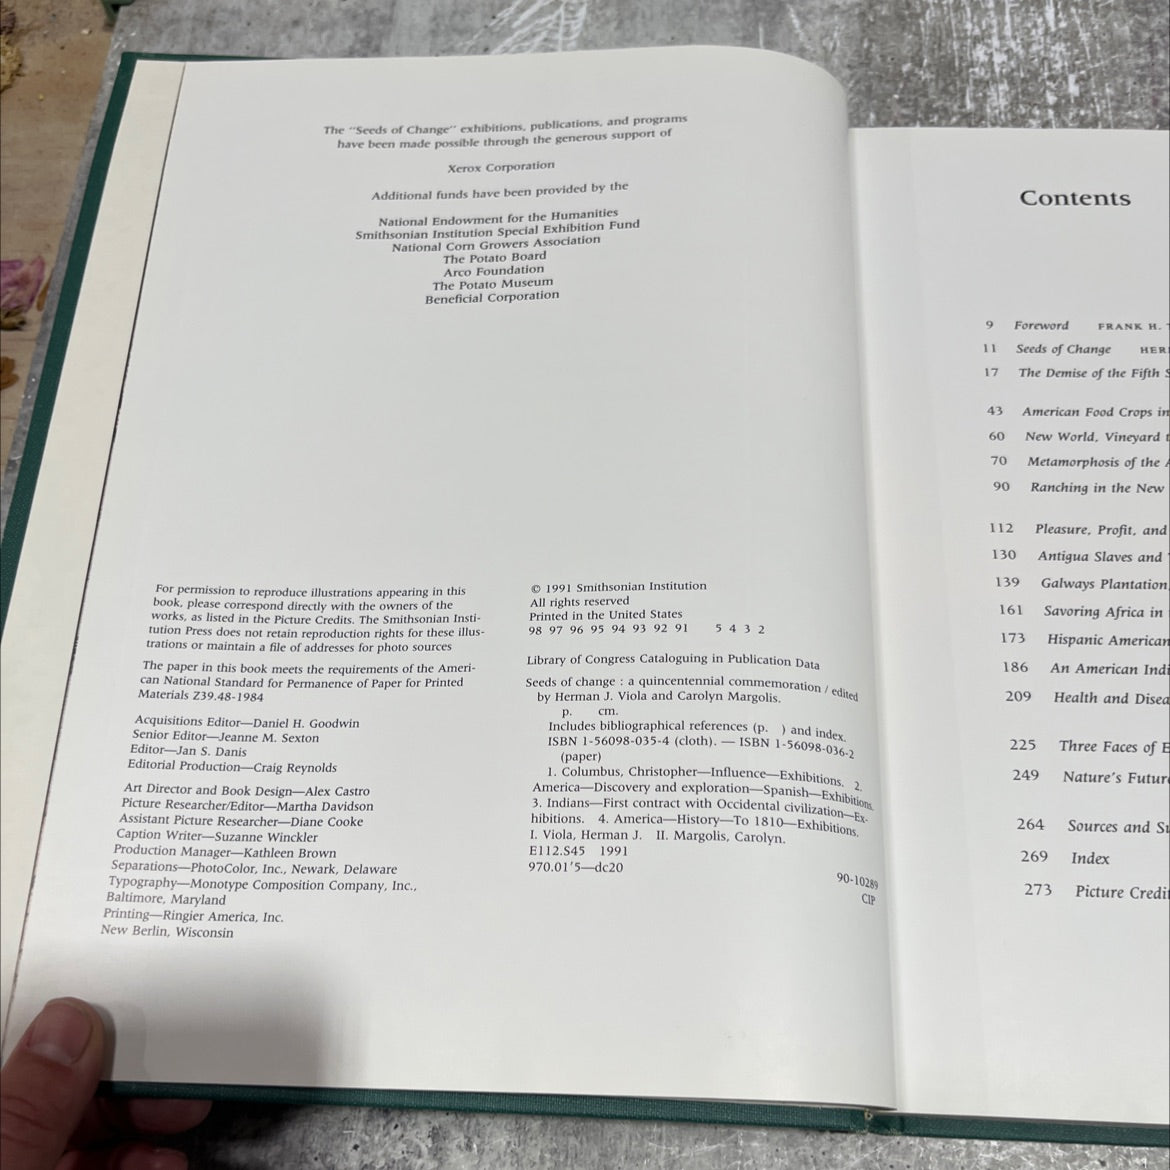 The "Seeds of Change" exhibitions, publications, and programs
have been made possible through the generous support of
Xerox Corporation
Additional funds have been provided by the
National Endowment for the Humanities
Smithsonian Institution Special Exhibition Fund
National Corn Growers Association
The Potato Board
Arco Foundation
The Potato Museum
Beneficial Corporation
For permission to reproduce illustrations appearing in this
book, please correspond directly with the owners of the
works, as listed in the Picture Credits. The Smithsonian Insti-
tution Press does not retain reproduction rights for these illus-
trations or maintain a file of addresses for photo sources
The paper in this book meets the requirements of the Ameri-
can National Standard for Permanence of Paper for Printed
Materials Z39.48-1984
Acquisitions Editor—Daniel H. Goodwin
Senior Editor—Jeanne M. Sexton
Editor—Jan S. Danis
Editorial Production—Craig Reynolds
Art Director and Book Design—Alex Castro
Picture Researcher/Editor—Martha Davidson
Assistant Picture Researcher—Diane Cooke
Caption Writer—Suzanne Winckler
Production Manager—Kathleen Brown
Separations—PhotoColor, Inc., Newark, Delaware
Typography—Monotype Composition Company, Inc.,
Baltimore, Maryland
Printing—Ringier America, Inc.
New Berlin, Wisconsin
© 1991 Smithsonian Institution
All rights reserved
Printed in the United States
98 97 96 95 94 93 92 91 5 4 3 2
Library of Congress Cataloguing in Publication Data
Seeds of change : a quincentennial commemoration / edited
by Herman J. Viola and Carolyn Margolis.
p. cm.
Includes bibliographical references (p. ) and index.
ISBN 1-56098-035-4 (cloth). — ISBN 1-56098-036-2
(paper)
1. Columbus, Christopher—Influence—Exhibitions. 2.
America—Discovery and exploration—Spanish—Exhibitions.
3. Indians—First contract with Occidental civilization—Ex-
hibitions. 4. America—History—To 1810—Exhibitions.
I. Viola, Herman J. II. Margolis, Carolyn.
E112.S45 1991
970.01'5—dc20
90-10289
CIP
Contents
9 Foreword FRANK H. T
11 Seeds of Change HER
17 The Demise of the Fifth S
43 American Food Crops in
60 New World, Vineyard t
70 Metamorphosis of the A
90 Ranching in the New
112 Pleasure, Profit, and
130 Antigua Slaves and
139 Galways Plantation,
161 Savoring Africa in
173 Hispanic American
186 An American Indi
209 Health and Disea
225 Three Faces of E
249 Nature's Future
264 Sources and Su
269 Index
273 Picture Credit